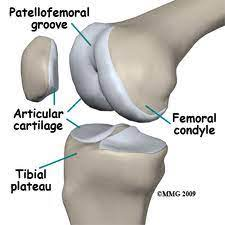 Patellofemoral
groove
Articular
cartilage
Femoral
condyle
Tibial
plateau
©MMG 2009